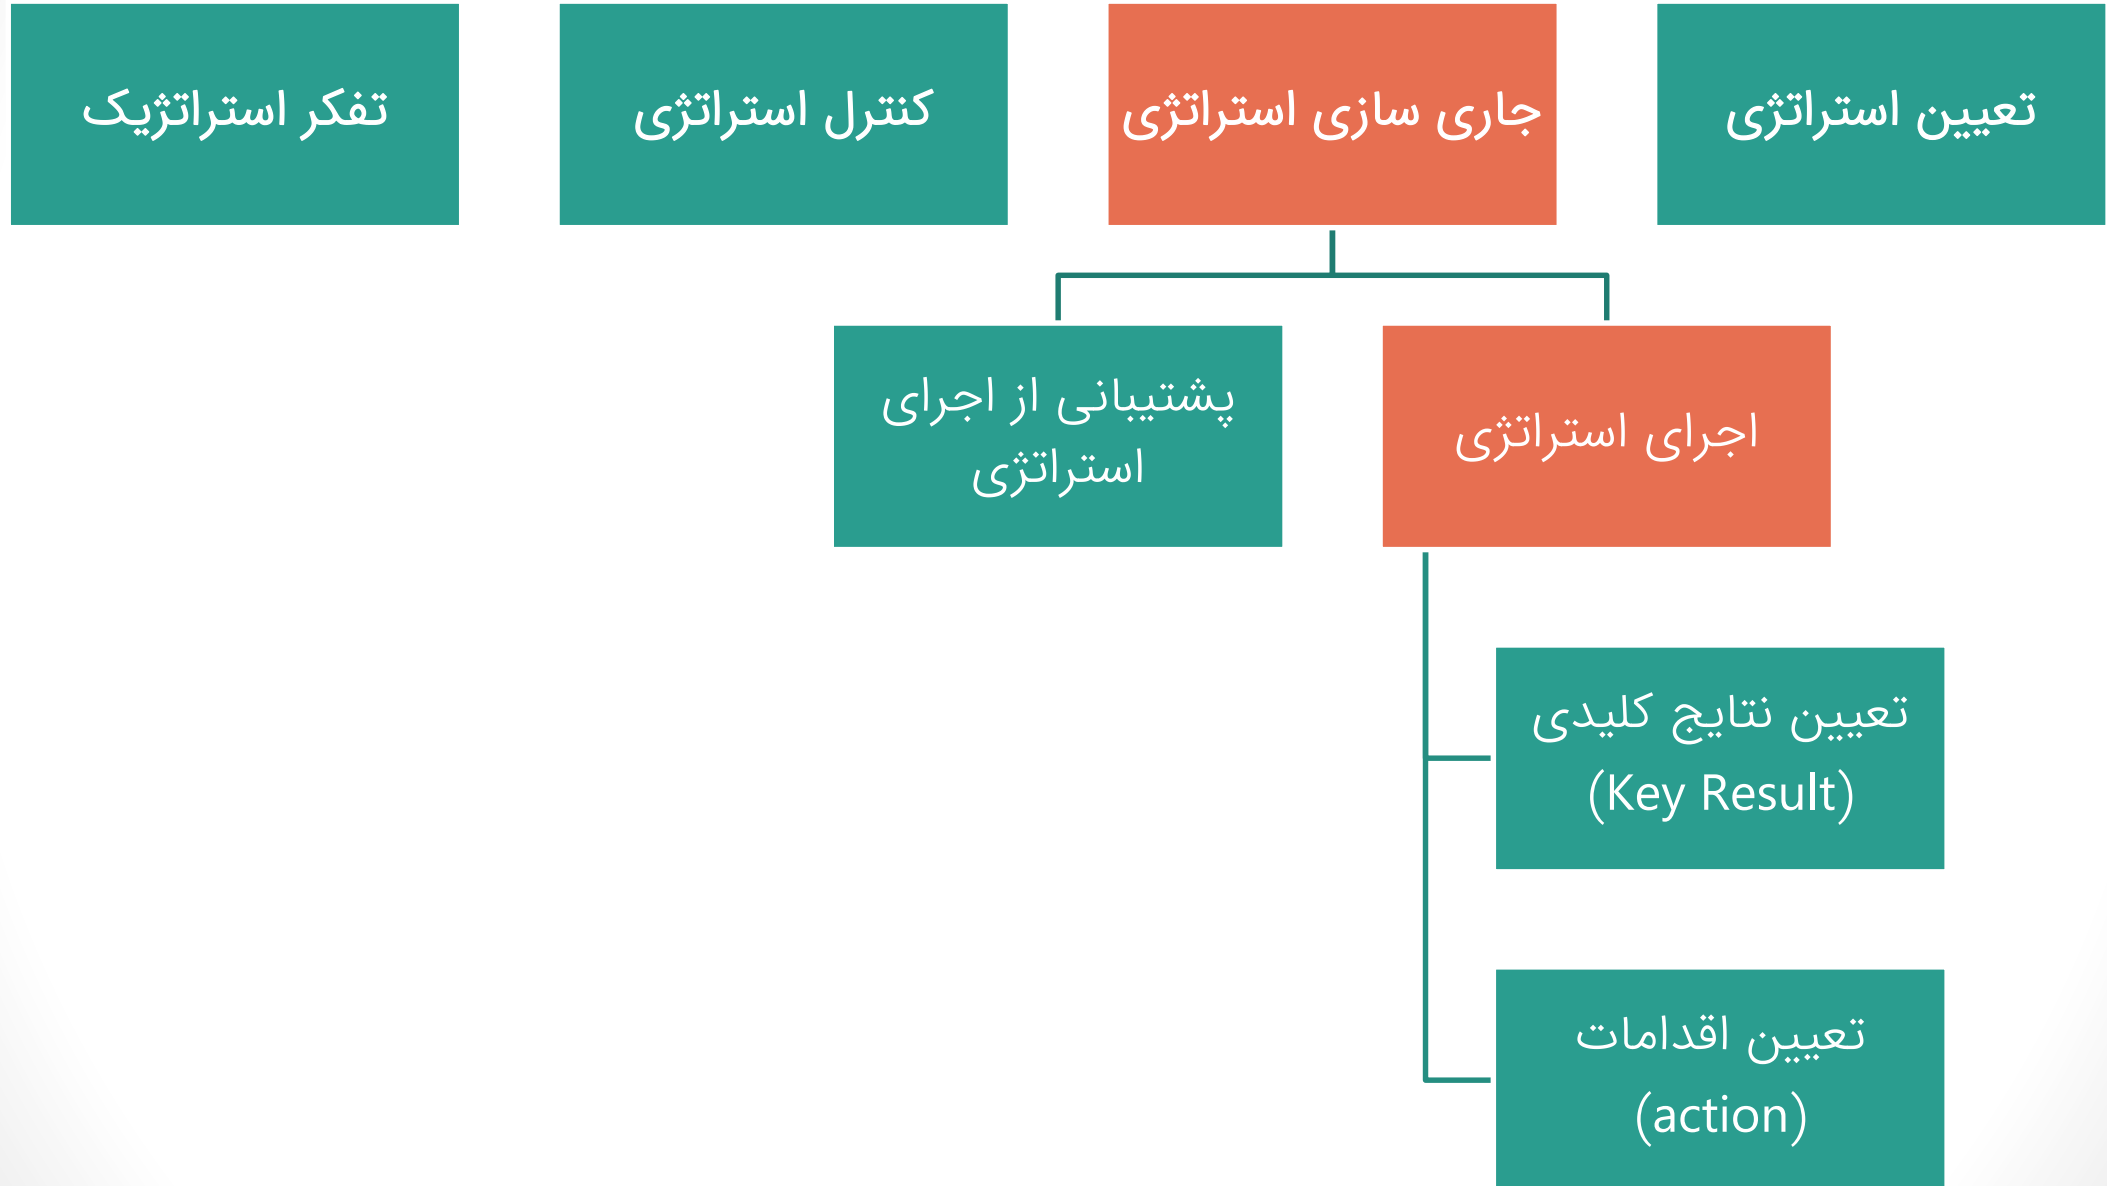 تعیین استراتژی
جاری سازی استراتژی
کنترل استراتژی
تفکر استراتژیک
اجرای استراتژی
پشتیبانی از اجرای
استراتژی
تعیین نتایج کلیدی
(Key Result)
تعیین اقدامات
(action)